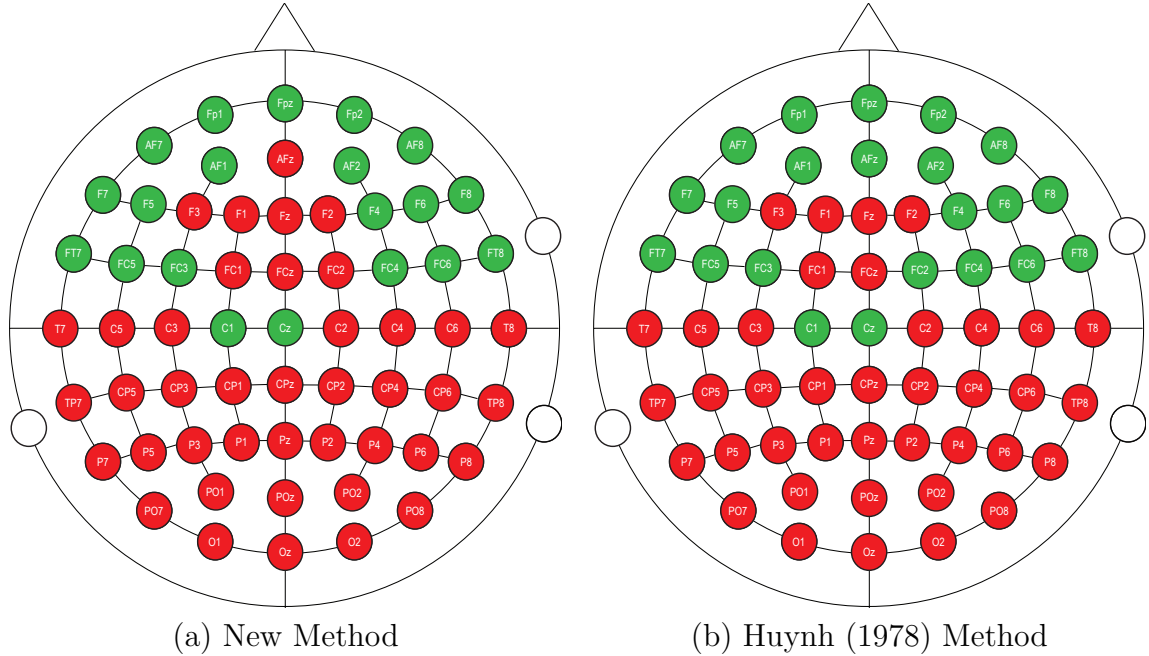 Fpz
Fp1 Fp2
AF7 AF8
AF1 AFz AF2
F7 F5 F3 F1 Fz F2 F4 F6 F8
FT7 FC5 FC3 FC1 FCz FC2 FC4 FC6 FT8
T7 C5 C3 C1 Cz C2 C4 C6 T8
TP7 CP5 CP3 CP1 CPz CP2 CP4 CP6 TP8
P7 P5 P3 P1 Pz P2 P4 P6 P8
PO1 POz PO2
PO7 PO8
O1 Oz O2
(a) New Method
Fpz
Fp1 Fp2
AF7 AF8
AF1 AFz AF2
F7 F5 F3 F1 Fz F2 F4 F6 F8
FT7 FC5 FC3 FC1 FCz FC2 FC4 FC6 FT8
T7 C5 C3 C1 Cz C2 C4 C6 T8
TP7 CP5 CP3 CP1 CPz CP2 CP4 CP6 TP8
P7 P5 P3 P1 Pz P2 P4 P6 P8
PO1 POz PO2
PO7 PO8
O1 Oz O2
(b) Huynh (1978) Method